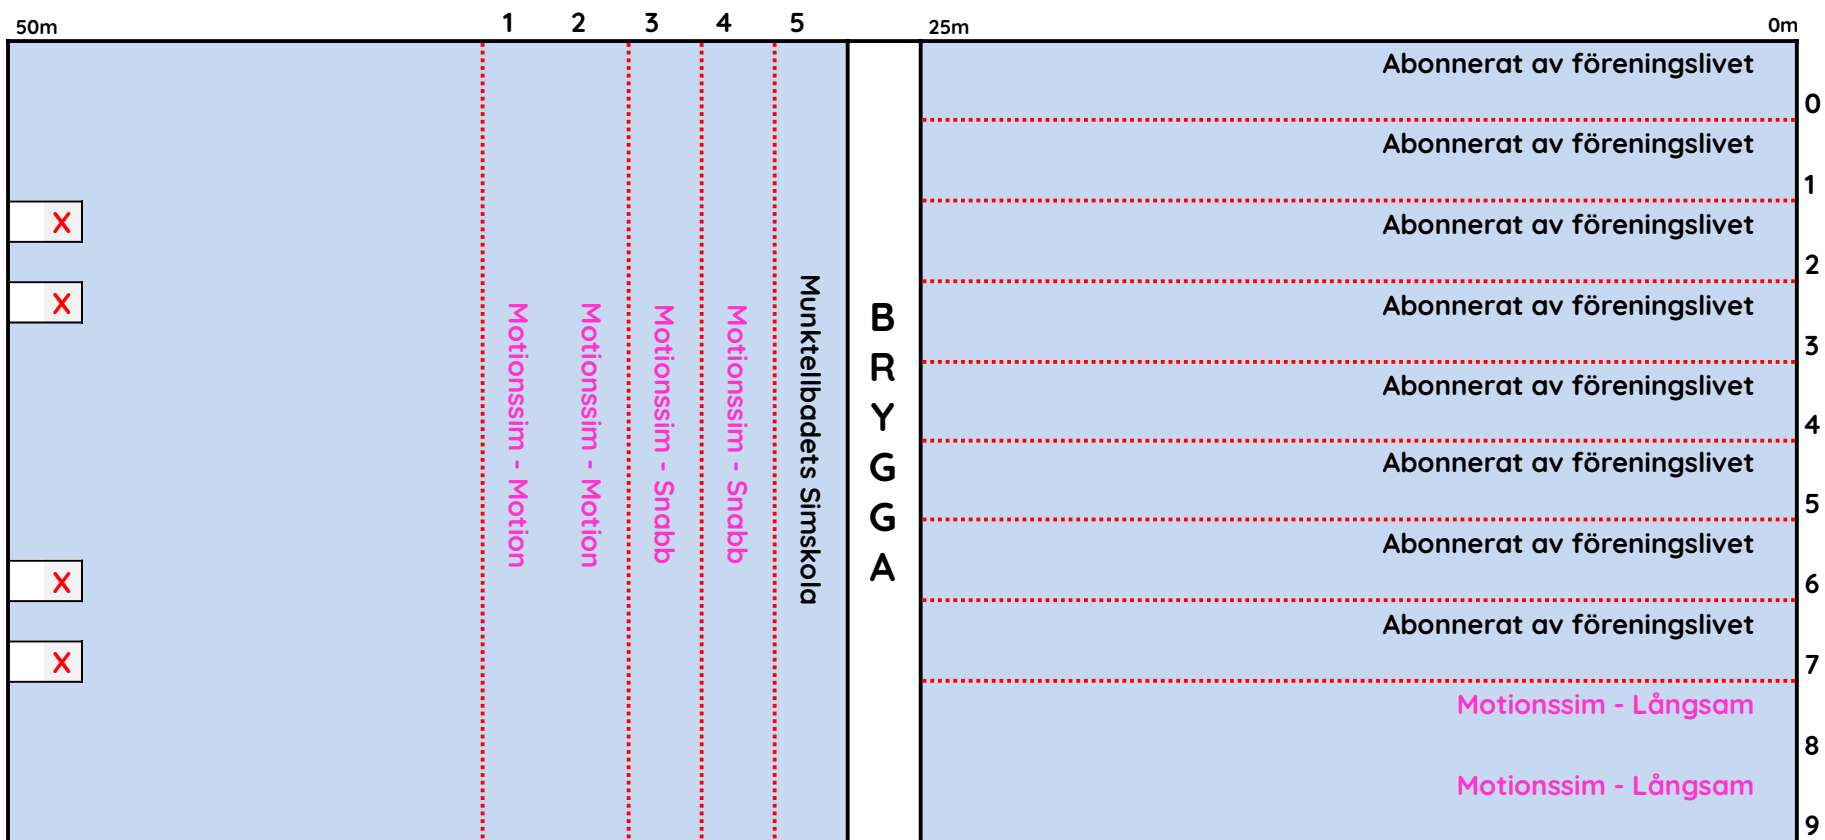 50m
1 2 3 4 5
25m
0m
Abonnerat av föreningslivet
0
Abonnerat av föreningslivet
1
X
Abonnerat av föreningslivet
2
X
Abonnerat av föreningslivet
3
Abonnerat av föreningslivet
4
Abonnerat av föreningslivet
5
Abonnerat av föreningslivet
6
X
Abonnerat av föreningslivet
7
X
Motionssim - Långsam
8
Motionssim - Långsam
9
Motionssim - Motion
Motionssim - Motion
Motionssim - Snabb
Motionssim - Snabb
Munktellbadets Simskola
BRYGGA